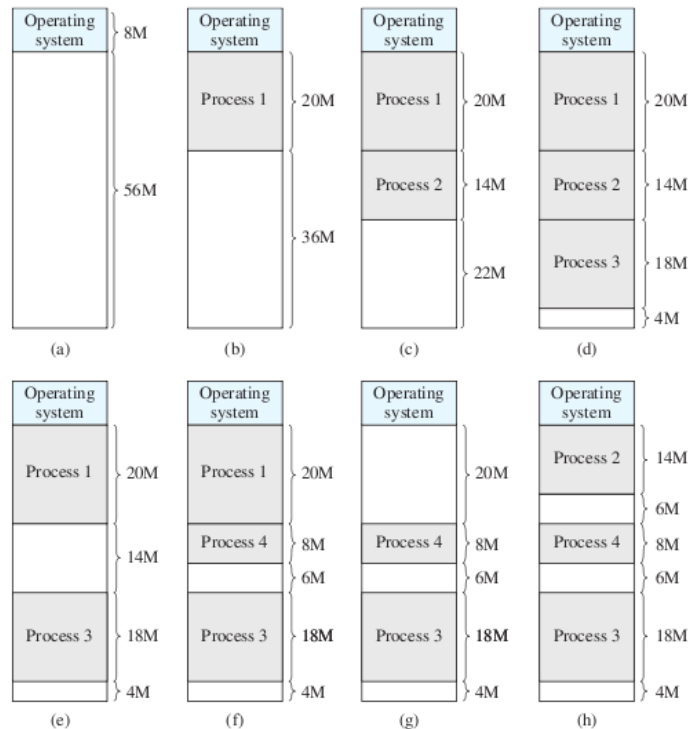 Operating
system
8M
56M
(a)
Operating
system
Process 1
20M
36M
(b)
Operating
system
Process 1
20M
Process 2
14M
22M
(c)
Operating
system
Process 1
20M
Process 2
14M
Process 3
18M
4M
(d)
Operating
system
Process 1
20M
14M
Process 3
18M
4M
(e)
Operating
system
Process 1
20M
Process 4
8M
6M
Process 3
18M
4M
(f)
Operating
system
20M
Process 4
8M
6M
Process 3
18M
4M
(g)
Operating
system
Process 2
14M
6M
Process 4
8M
6M
Process 3
18M
4M
(h)